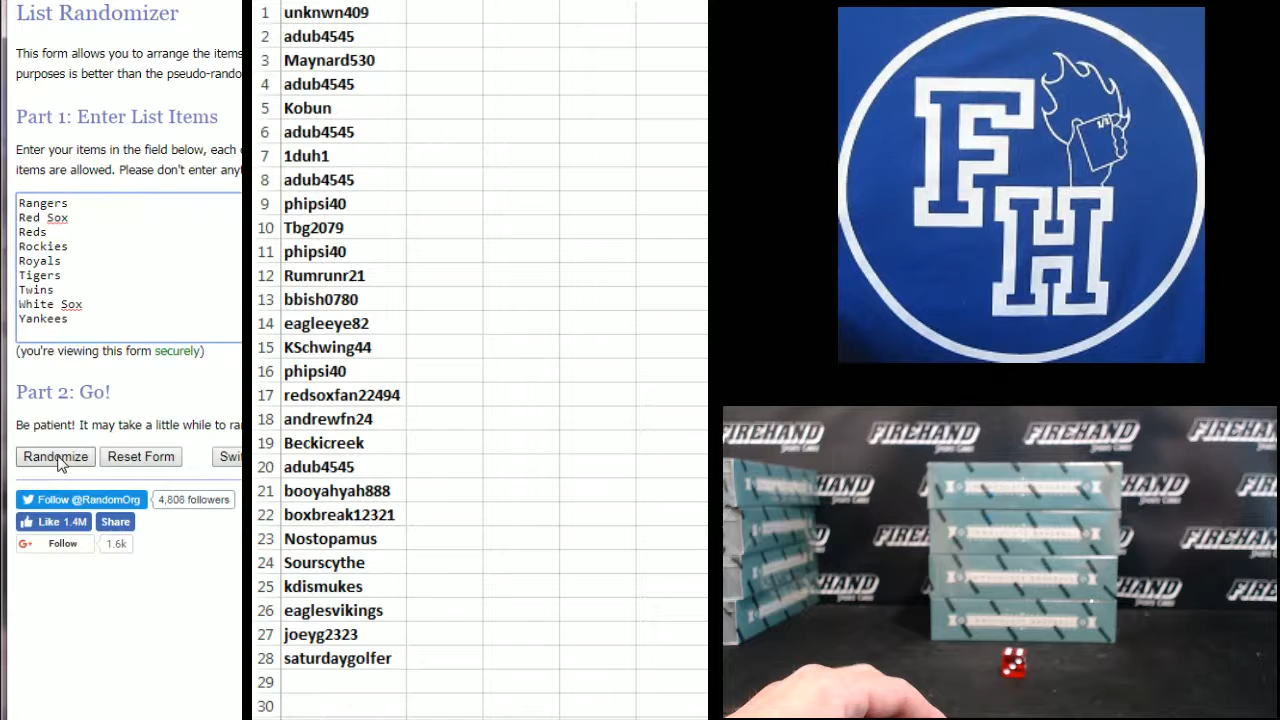 List Randomizer
This form allows you to arrange the items
purposes is better than the pseudo-rando
Part 1: Enter List Items
Enter your items in the field below, each
items are allowed. Please don't enter anyt
Rangers
Red Sox
Reds
Rockies
Royals
Tigers
Twins
White Sox
Yankees
(you're viewing this form securely)
Part 2: Go!
Be patient! It may take a little while to ra
Randomize
Reset Form
Swit
Follow @RandomOrg
4,806 followers
Like 1.4M
Share
Follow
1.6k
1 unknwn409
2 adub4545
3 Maynard530
4 adub4545
5 Kobun
6 adub4545
7 1duh1
8 adub4545
9 phipsi40
10 Tbg2079
11 phipsi40
12 Rumrunr21
13 bbish0780
14 eagleeye82
15 KSchwing44
16 phipsi40
17 redsoxfan22494
18 andrewfn24
19 Beckicreek
20 adub4545
21 booyahyah888
22 boxbreak12321
23 Nostopamus
24 Sourscythe
25 kdismukes
26 eaglesvikings
27 joeyg2323
28 saturdaygolfer
29
30
F
H
1/1
FIREHAND
FIREHAND
FIREHAND
FIREHAND